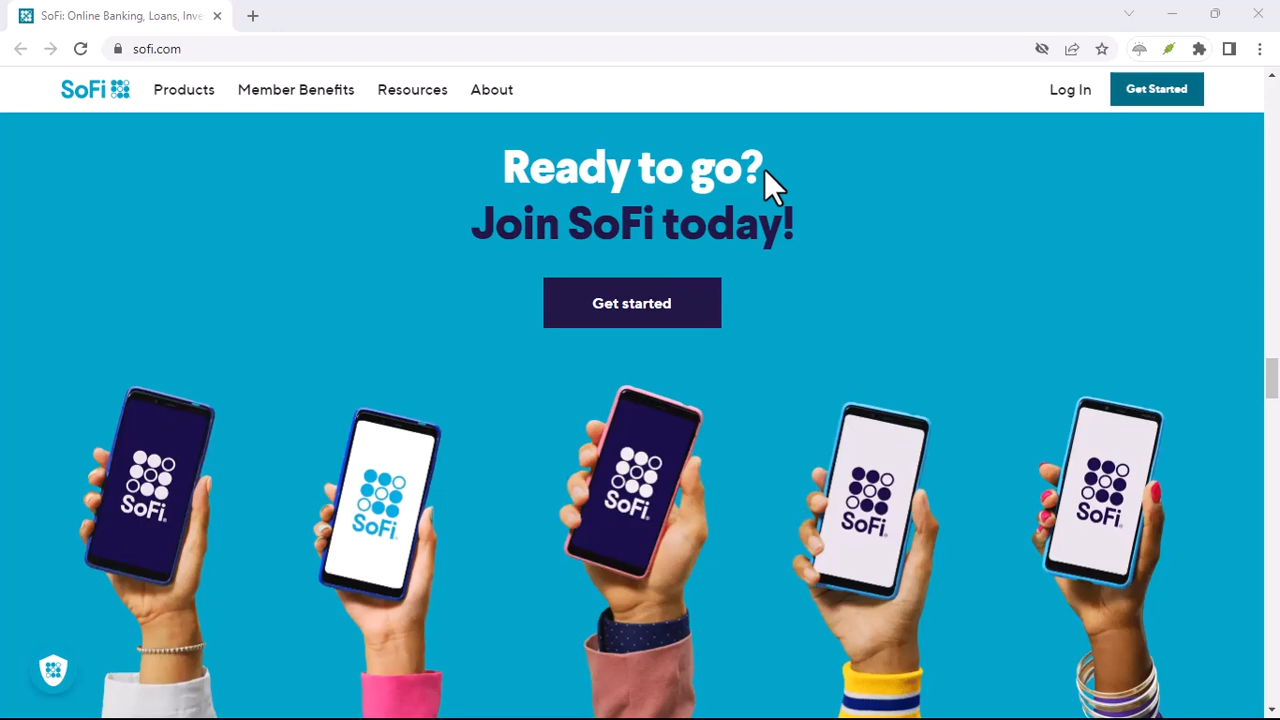 SoFi: Online Banking, Loans, Inve
sofi.com
SoFi
Products
Member Benefits
Resources
About
Log In
Get Started
Ready to go?
Join SoFi today!
Get started
SoFi
SoFi
SoFi
SoFi
SoFi